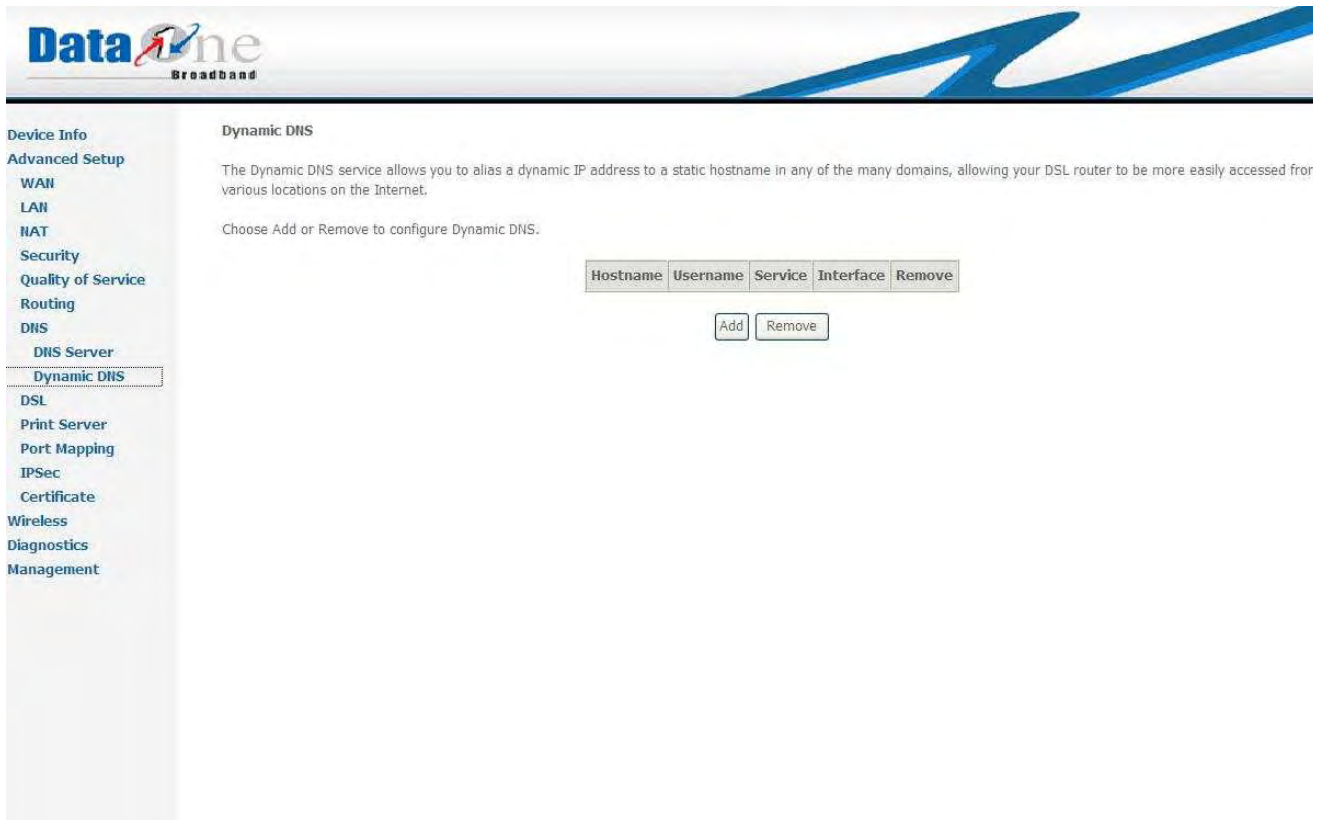 Data One
Broadband
Device Info
Advanced Setup
WAN
LAN
NAT
Security
Quality of Service
Routing
DNS
DNS Server
Dynamic DNS
DSL
Print Server
Port Mapping
IPSec
Certificate
Wireless
Diagnostics
Management
Dynamic DNS
The Dynamic DNS service allows you to alias a dynamic IP address to a static hostname in any of the many domains, allowing your DSL router to be more easily accessed from
various locations on the Internet.
Choose Add or Remove to configure Dynamic DNS.
Hostname Username Service Interface Remove
Add Remove